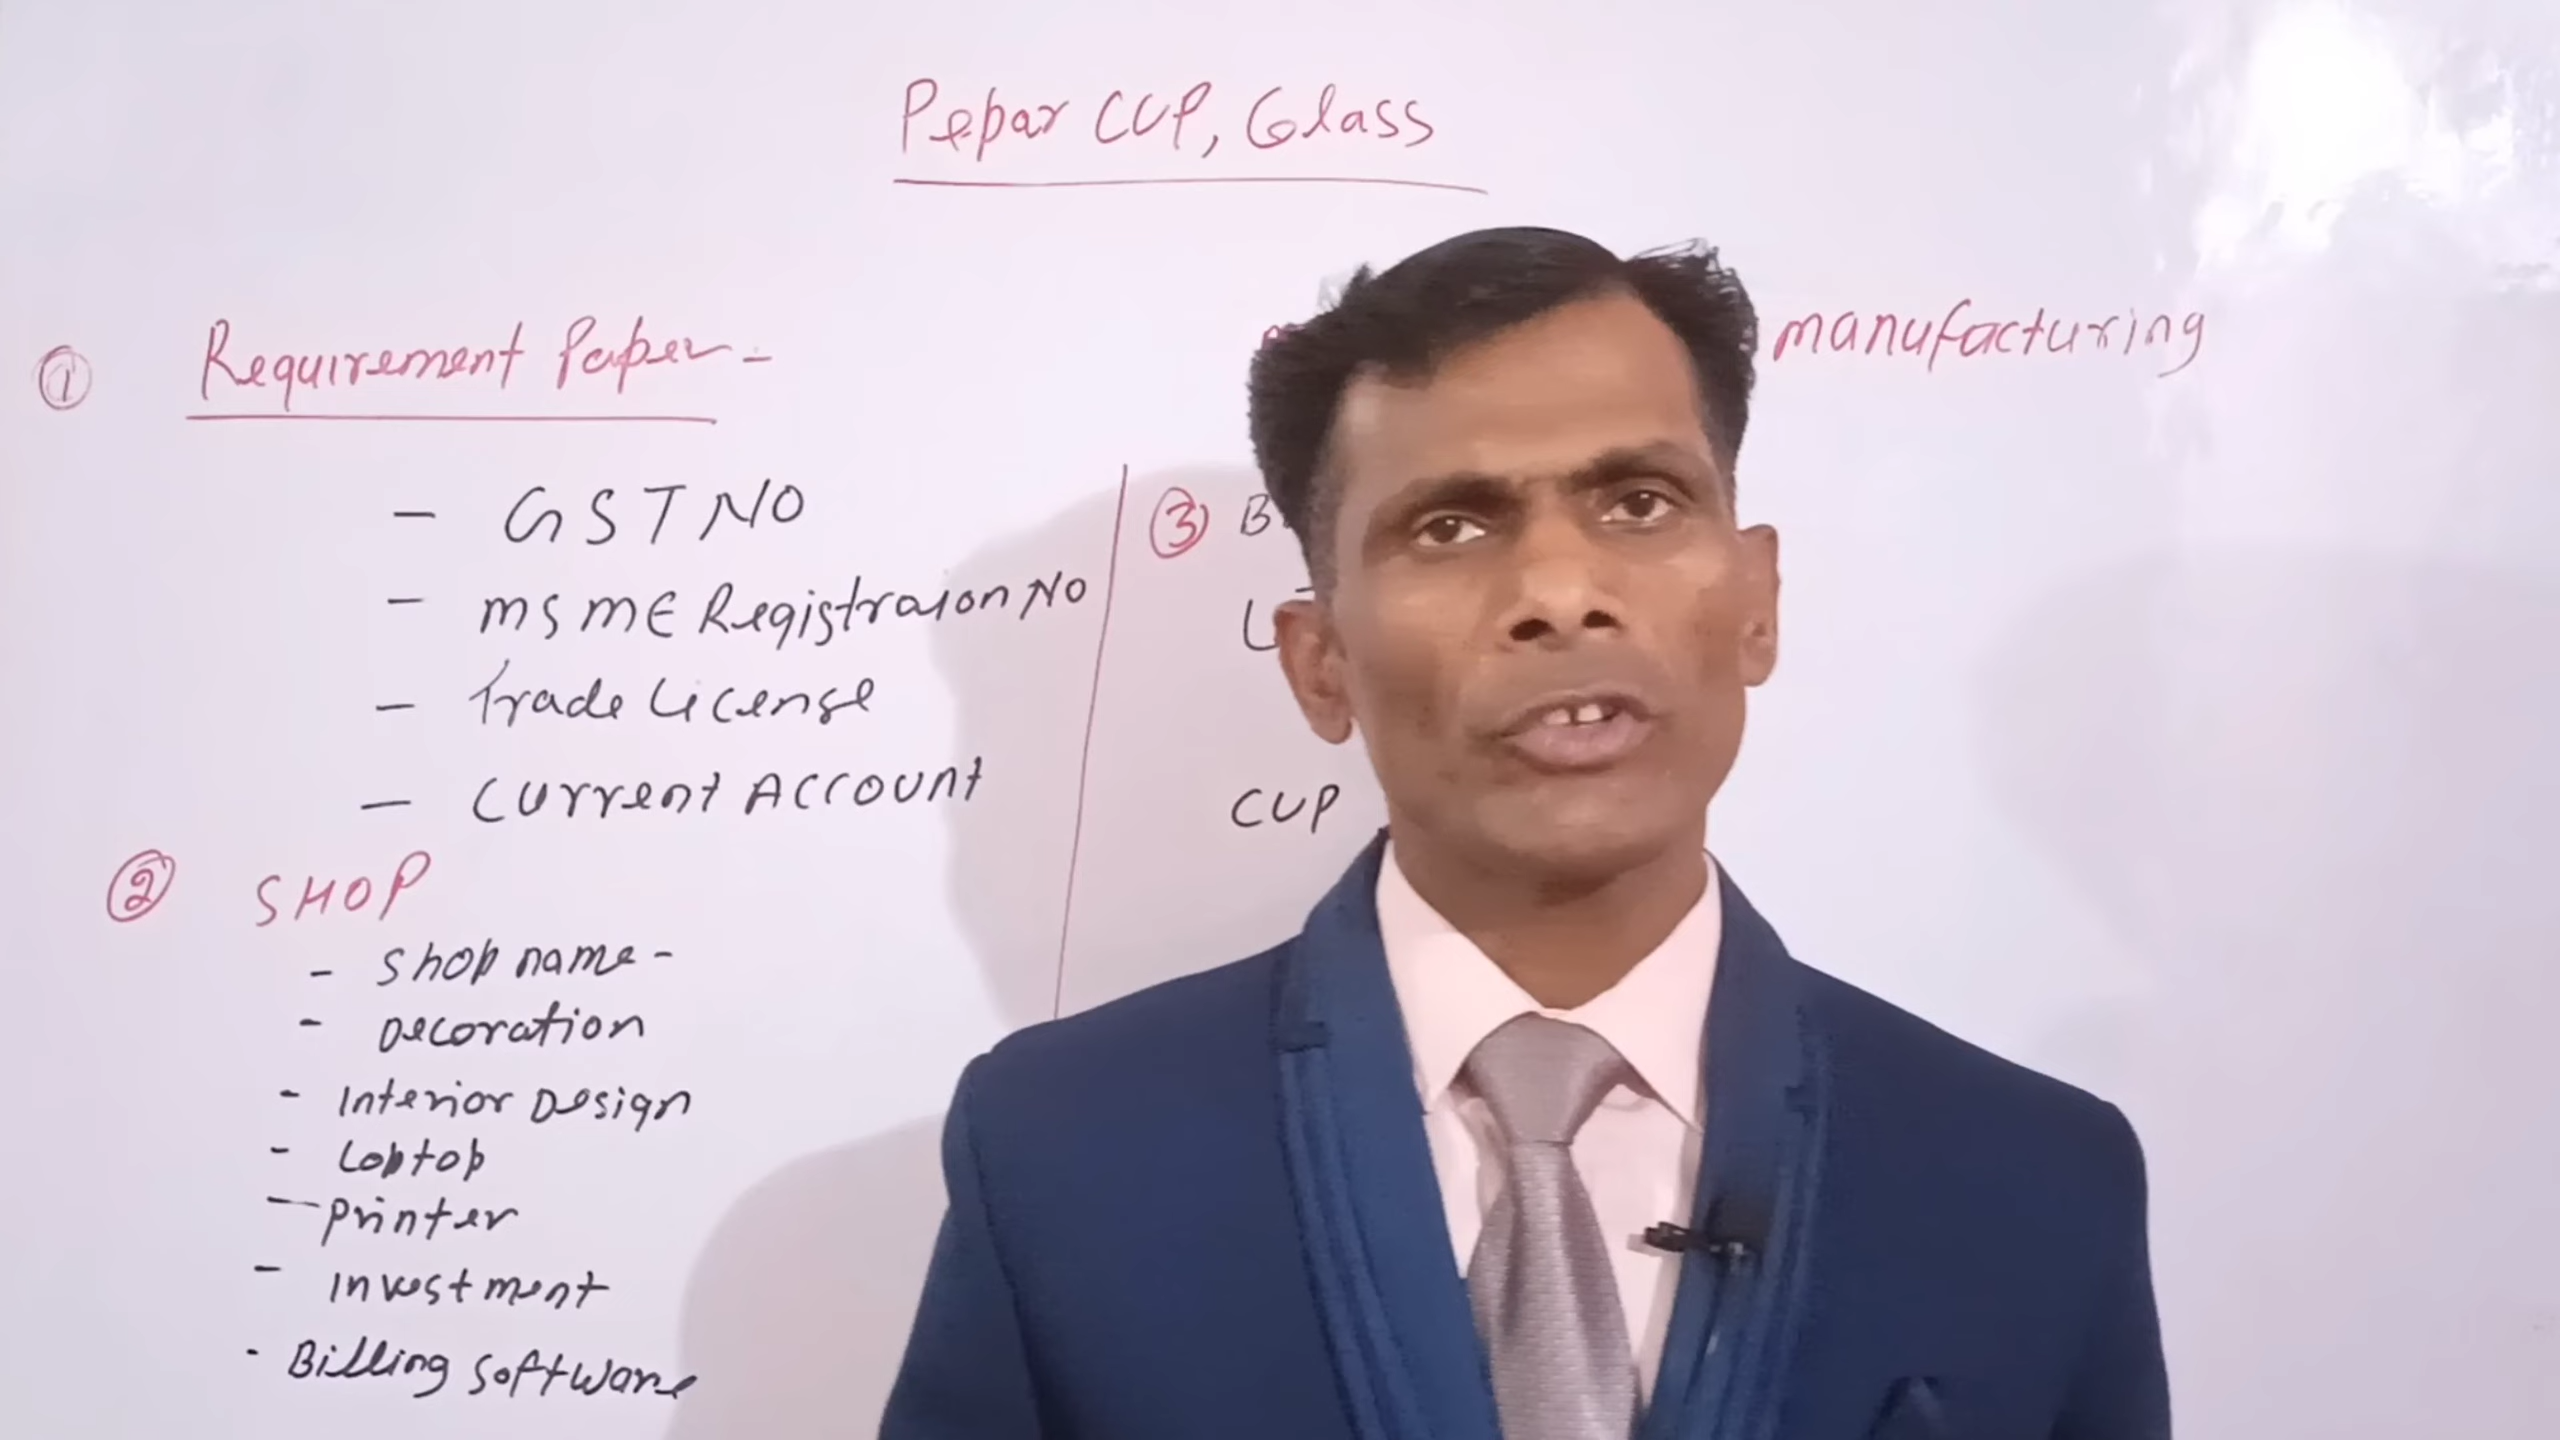 Pepar CUP, Glass
① Requirement Paper -
- GST NO
- MSME Registraion No
- Trade License
- Current Account
② SHOP
- Shop name -
- Decoration
- Interior Design
- Loptop
- Printer
- Investment
- Billing Software
manufacturing
③
CUP